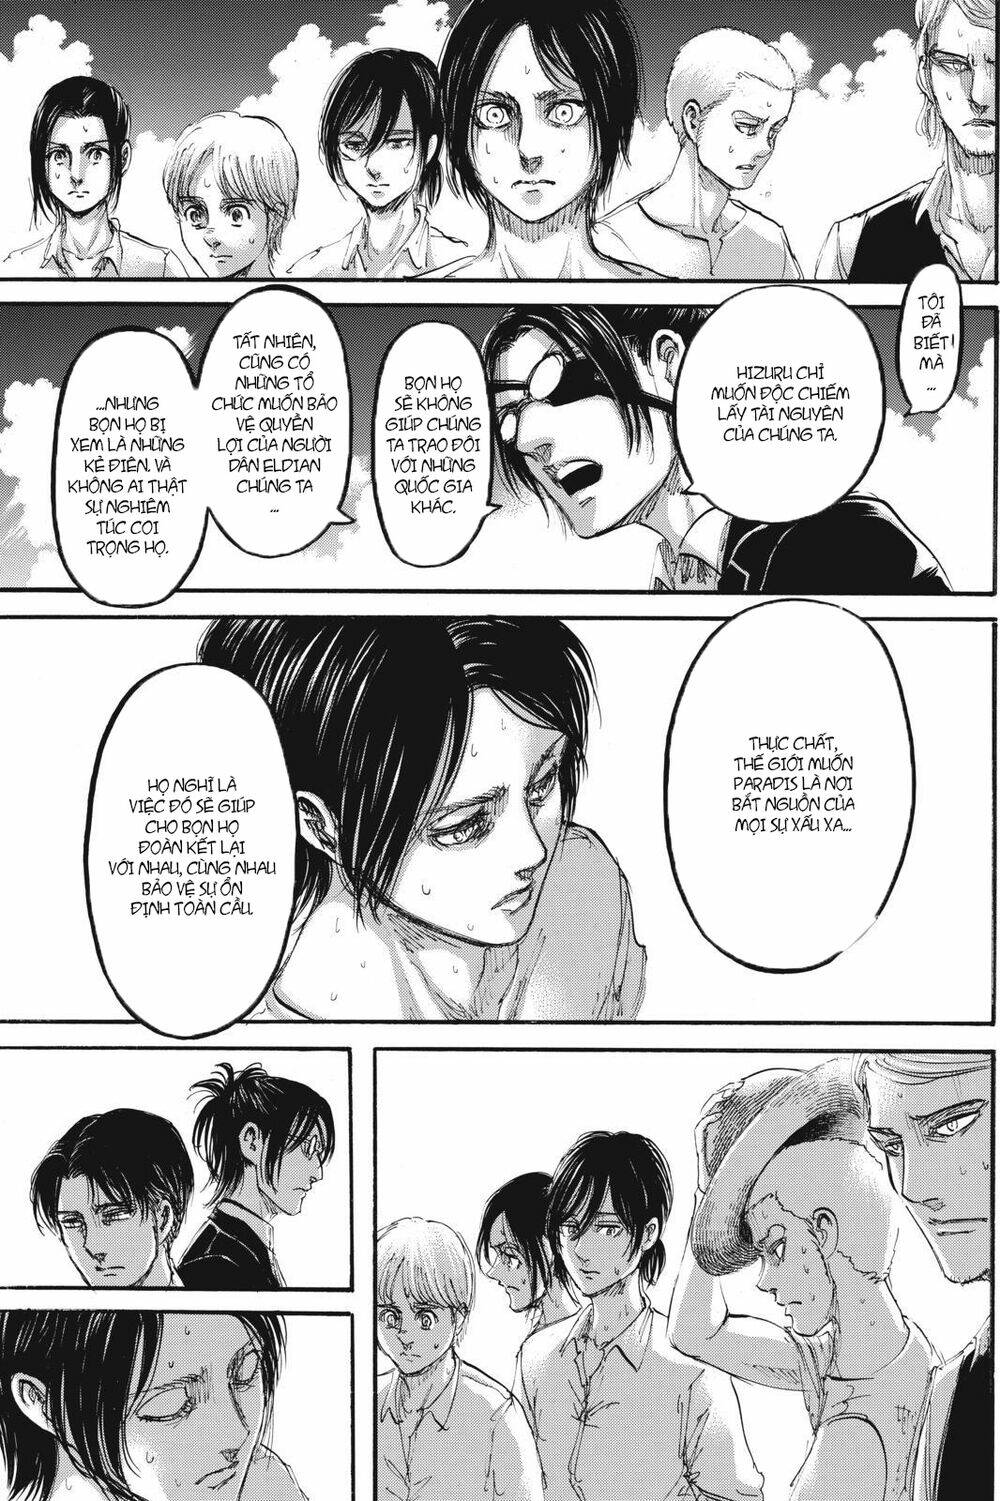 TÔI
ĐÃ
BIẾT!
MÀ
...
HIZURU CHỈ
MUỐN ĐỘC CHIẾM
LẤY TÀI NGUYÊN
CỦA CHÚNG TA.
BỌN HỌ
SẼ KHÔNG
GIÚP CHÚNG
TA TRAO ĐỔI
VỚI NHỮNG
QUỐC GIA
KHÁC.
TẤT NHIÊN,
CŨNG CÓ
NHỮNG TỔ
CHỨC MUỐN BẢO
VỆ QUYỀN
LỢI CỦA NGƯỜI
DÂN ELDIAN
CHÚNG TA
...
...NHƯNG
BỌN HỌ BỊ
XEM LÀ NHỮNG
KẺ ĐIÊN. VÀ
KHÔNG AI THẬT
SỰ NGHIÊM
TÚC COI
TRỌNG HỌ.
THỰC CHẤT,
THẾ GIỚI MUỐN
PARADIS LÀ NƠI
BẮT NGUỒN CỦA
MỌI SỰ XẤU XA...
HỌ NGHĨ LÀ
VIỆC ĐÓ SẼ GIÚP
CHO BỌN HỌ
ĐOÀN KẾT LẠI
VỚI NHAU, CÙNG NHAU
BẢO VỆ SỰ ỔN
ĐỊNH TOÀN CẦU.